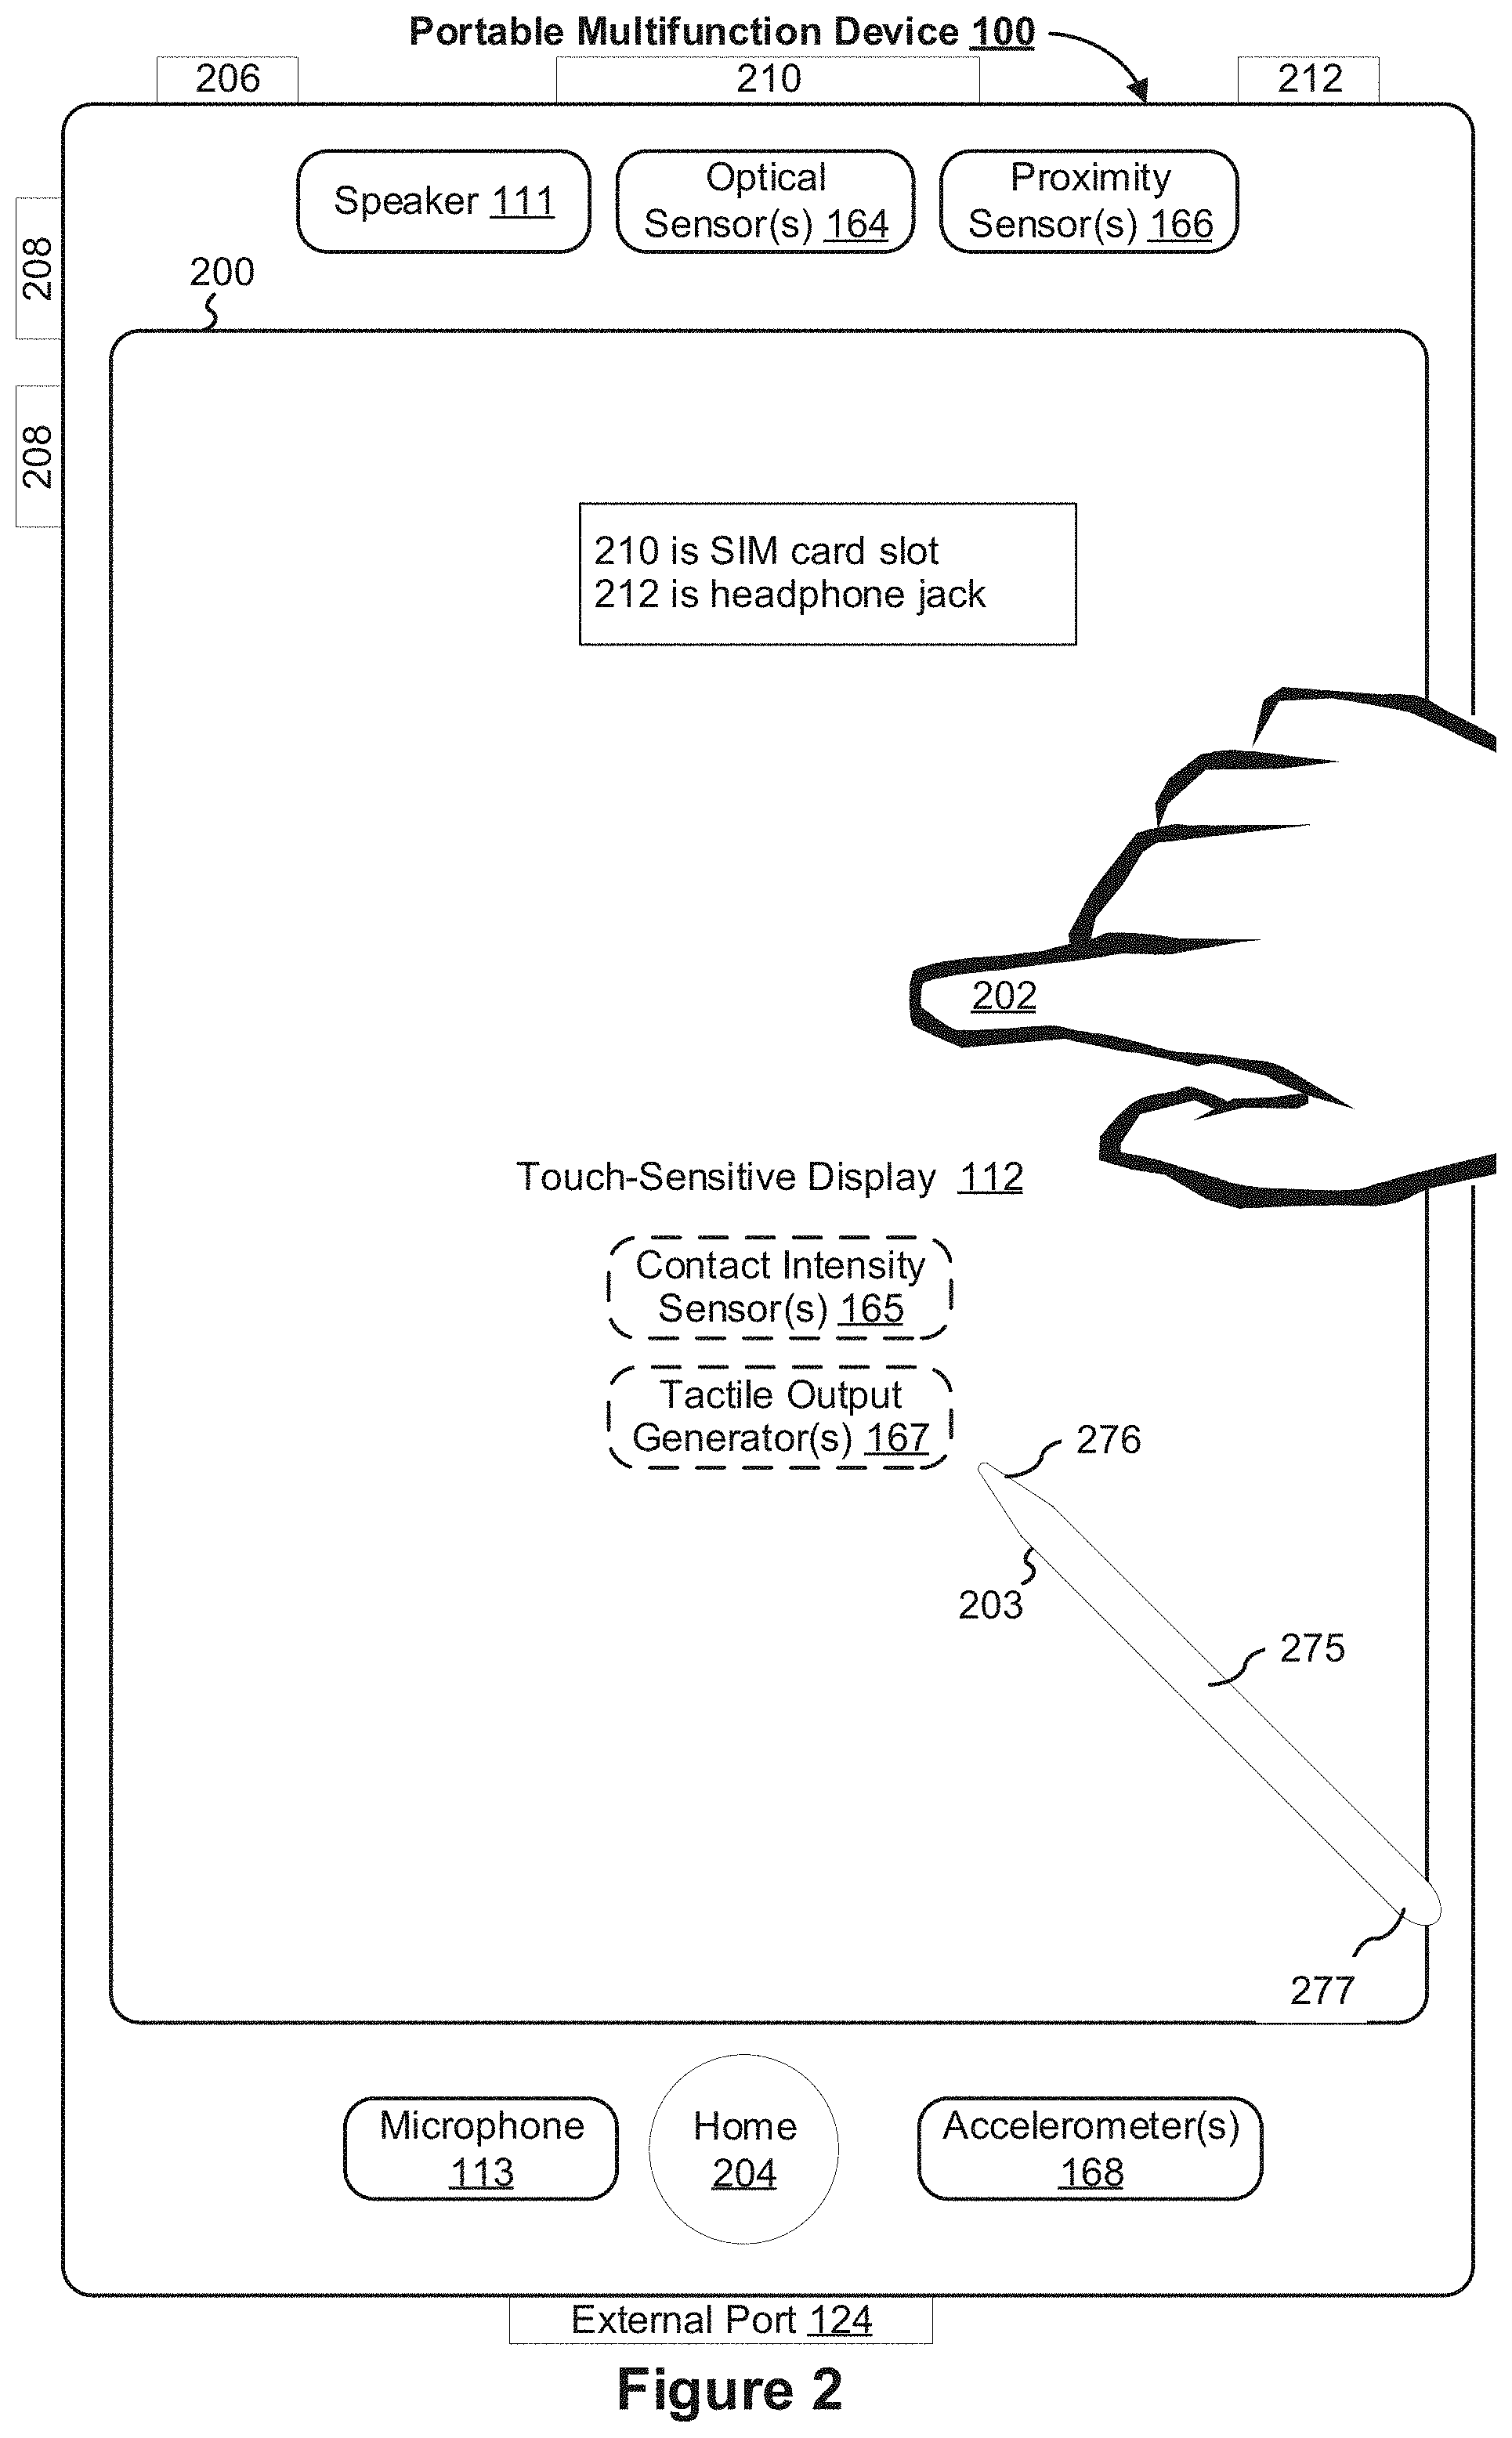 Portable Multifunction Device 100
206
210
212
Speaker 111
Optical
Sensor(s) 164
Proximity
Sensor(s) 166
208
200
208
210 is SIM card slot
212 is headphone jack
202
Touch-Sensitive Display 112
Contact Intensity
Sensor(s) 165
Tactile Output
Generator(s) 167
276
203
275
277
Microphone
113
Home
204
Accelerometer(s)
168
External Port 124
Figure 2